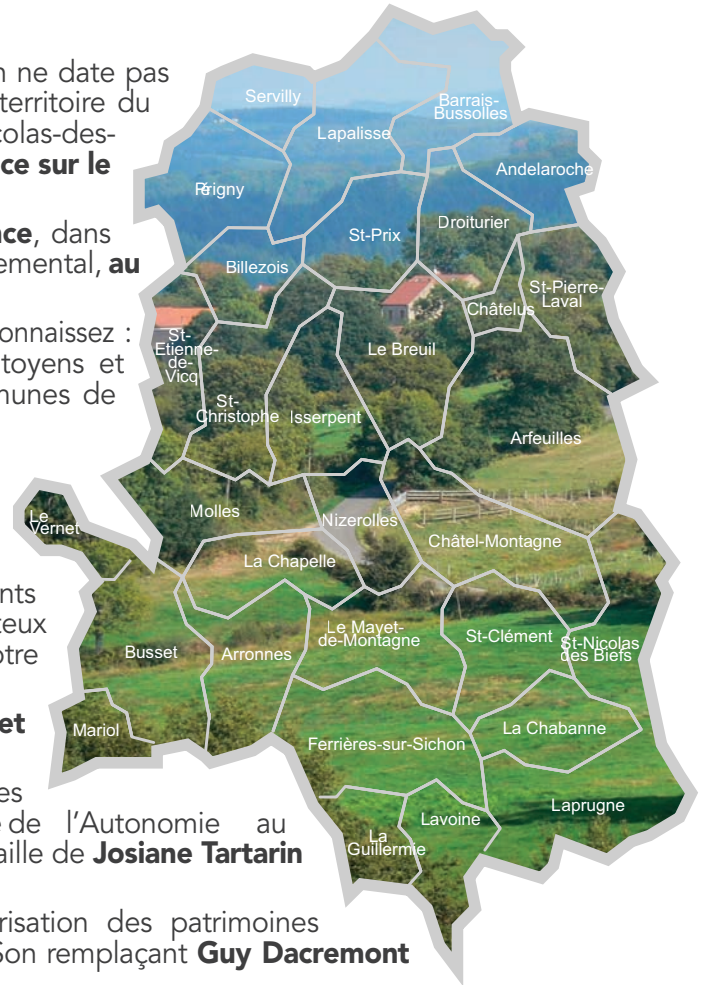 n ne date pas
territoire du
colas-des-
ce sur le
nce, dans
emental, au
onnaissez :
toyens et
munes de
nts
teux
otre
et
es
e de l'Autonomie au
aille de Josiane Tartarin
risation des patrimoines
Son remplaçant Guy Dacremont
Servilly
Barrais-
Bussolles
Lapalisse
Andelaroche
Périgny
Droiturier
St-Prix
Billezois
St-Pierre-
Laval
Châtelus
St-
Etienne-
de-
Vicq
Le Breuil
St-
Christophe
Isserpent
Arfeuilles
Molles
Le
Vernet
Nizerolles
Châtel-Montagne
La Chapelle
Le Mayet-
de-Montagne
St-Clément
St-Nicolas
des Biefs
Busset
Arronnes
Mariol
La Chabanne
Ferrières-sur-Sichon
Laprugne
Lavoine
La
Guillermie